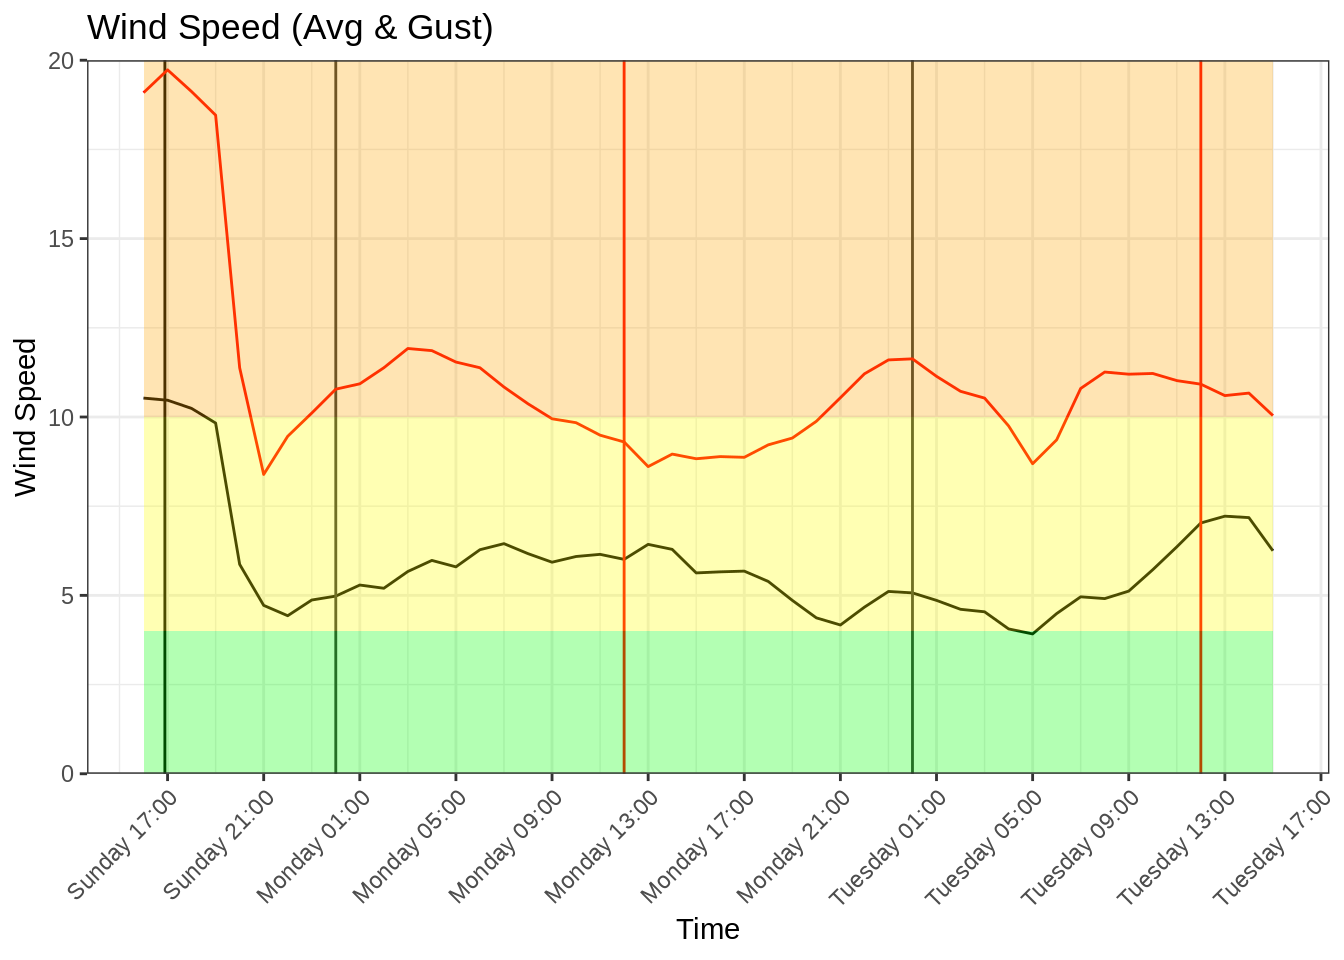 Wind Speed (Avg & Gust)
20
15
10
5
0
Wind Speed
Sunday 17:00
Sunday 21:00
Monday 01:00
Monday 05:00
Monday 09:00
Monday 13:00
Monday 17:00
Monday 21:00
Tuesday 01:00
Tuesday 05:00
Tuesday 09:00
Tuesday 13:00
Tuesday 17:00
Time